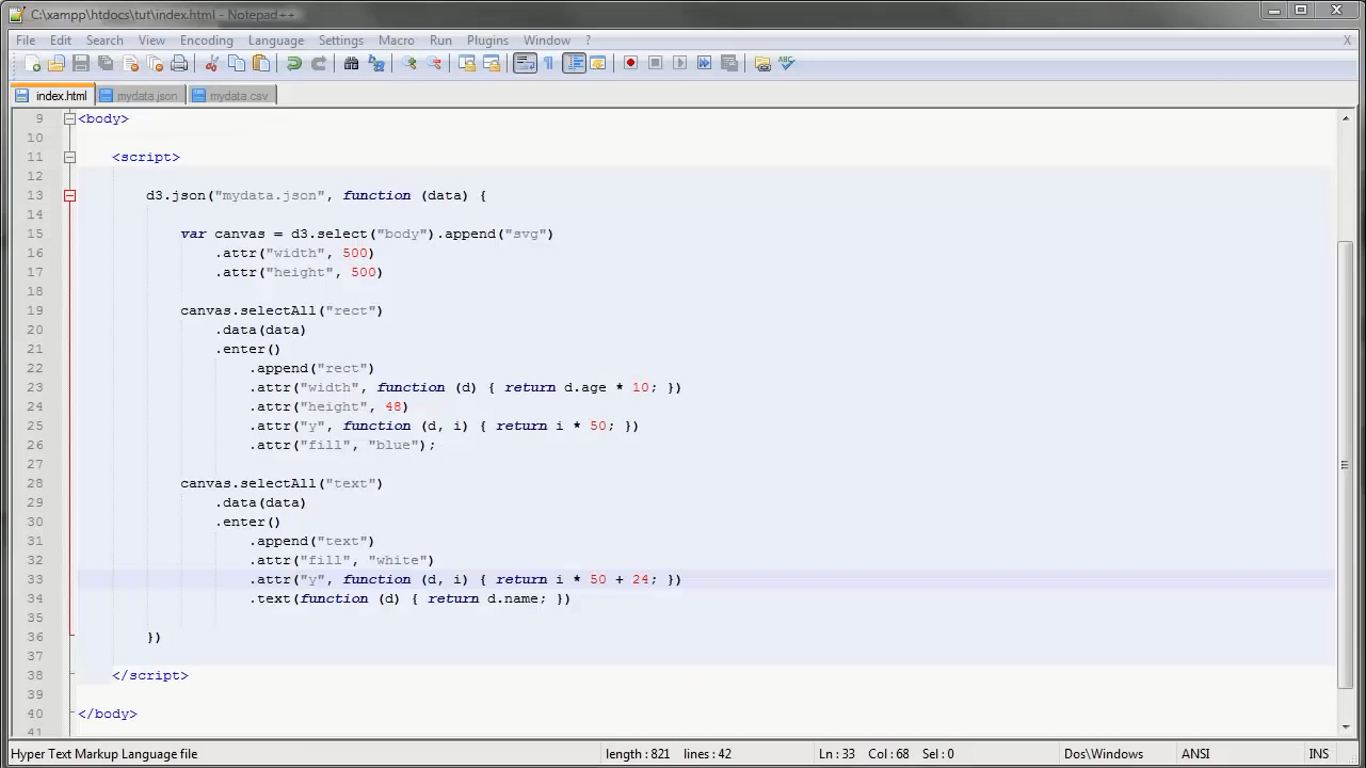 C:\xampp\htdocs\tut\index.html - Notepad++
File Edit Search View Encoding Language Settings Macro Run Plugins Window ? X
index.html mydata.json mydata.csv
9 <body>
10
11 <script>
12
13 d3.json("mydata.json", function (data) {
14
15 var canvas = d3.select("body").append("svg")
16 .attr("width", 500)
17 .attr("height", 500)
18
19 canvas.selectAll("rect")
20 .data(data)
21 .enter()
22 .append("rect")
23 .attr("width", function (d) { return d.age * 10; })
24 .attr("height", 48)
25 .attr("y", function (d, i) { return i * 50; })
26 .attr("fill", "blue");
27
28 canvas.selectAll("text")
29 .data(data)
30 .enter()
31 .append("text")
32 .attr("fill", "white")
33 .attr("y", function (d, i) { return i * 50 + 24; })
34 .text(function (d) { return d.name; })
35
36 })
37
38 </script>
39
40 </body>
41
Hyper Text Markup Language file length : 821 lines : 42 Ln : 33 Col : 68 Sel : 0 Dos\Windows ANSI INS